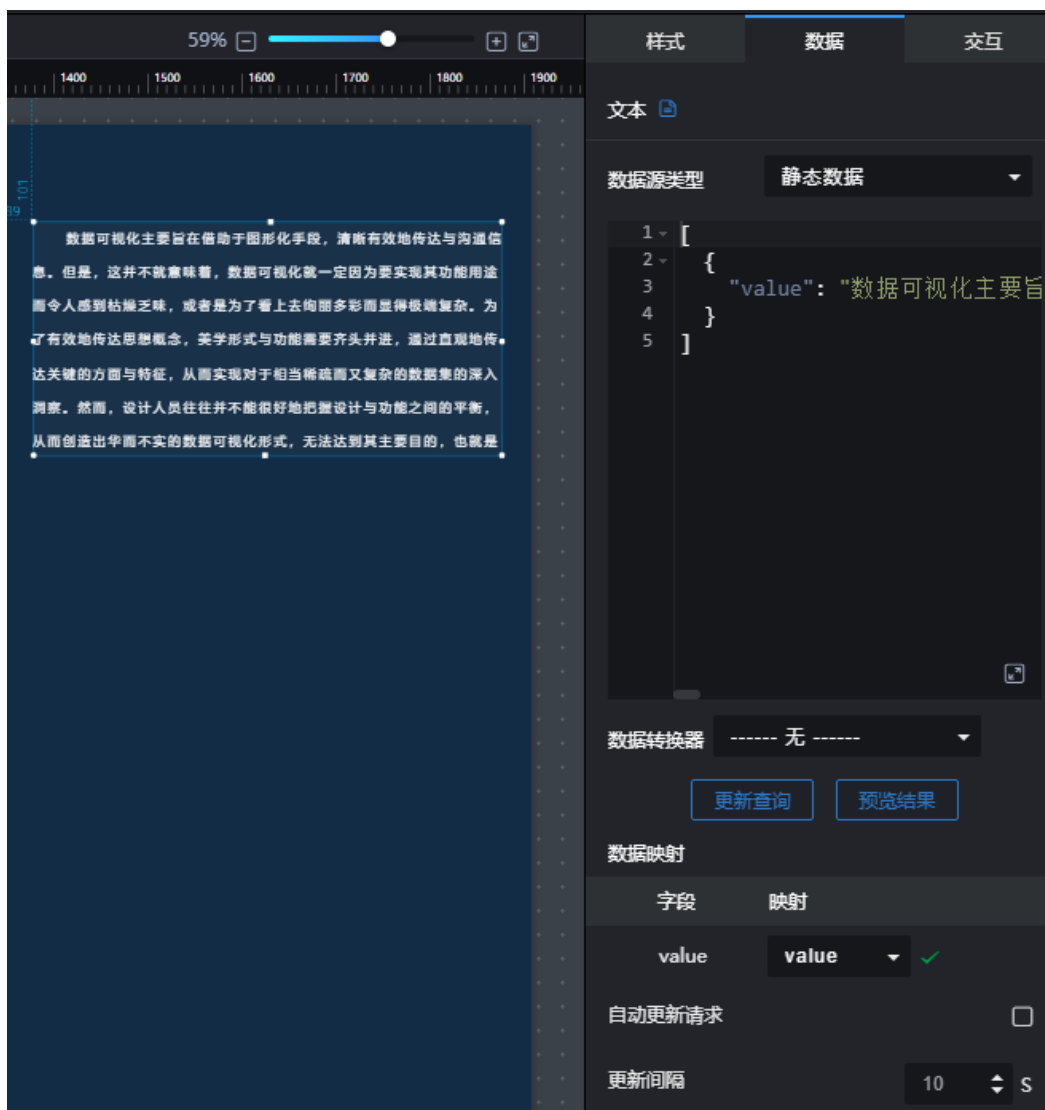 59%
样式 数据 交互
1400 1500 1600 1700 1800 1900
文本
数据源类型 静态数据
101
99
1 [
2 {
3 "value": "数据可视化主要旨
4 }
5 ]
数据可视化主要旨在借助于图形化手段，清晰有效地传达与沟通信
息。但是，这并不就意味着，数据可视化就一定因为要实现其功能用途
而令人感到枯燥乏味，或者是为了看上去绚丽多彩而显得极端复杂。为
了有效地传达思想概念，美学形式与功能需要齐头并进，通过直观地传
达关键的方面与特征，从而实现对于相当稀疏而又复杂的数据集的深入
洞察。然而，设计人员往往并不能很好地把握设计与功能之间的平衡，
从而创造出华而不实的数据可视化形式，无法达到其主要目的，也就是
数据转换器 ------ 无 ------
更新查询 预览结果
数据映射
字段 映射
value value
自动更新请求
更新间隔 10 S